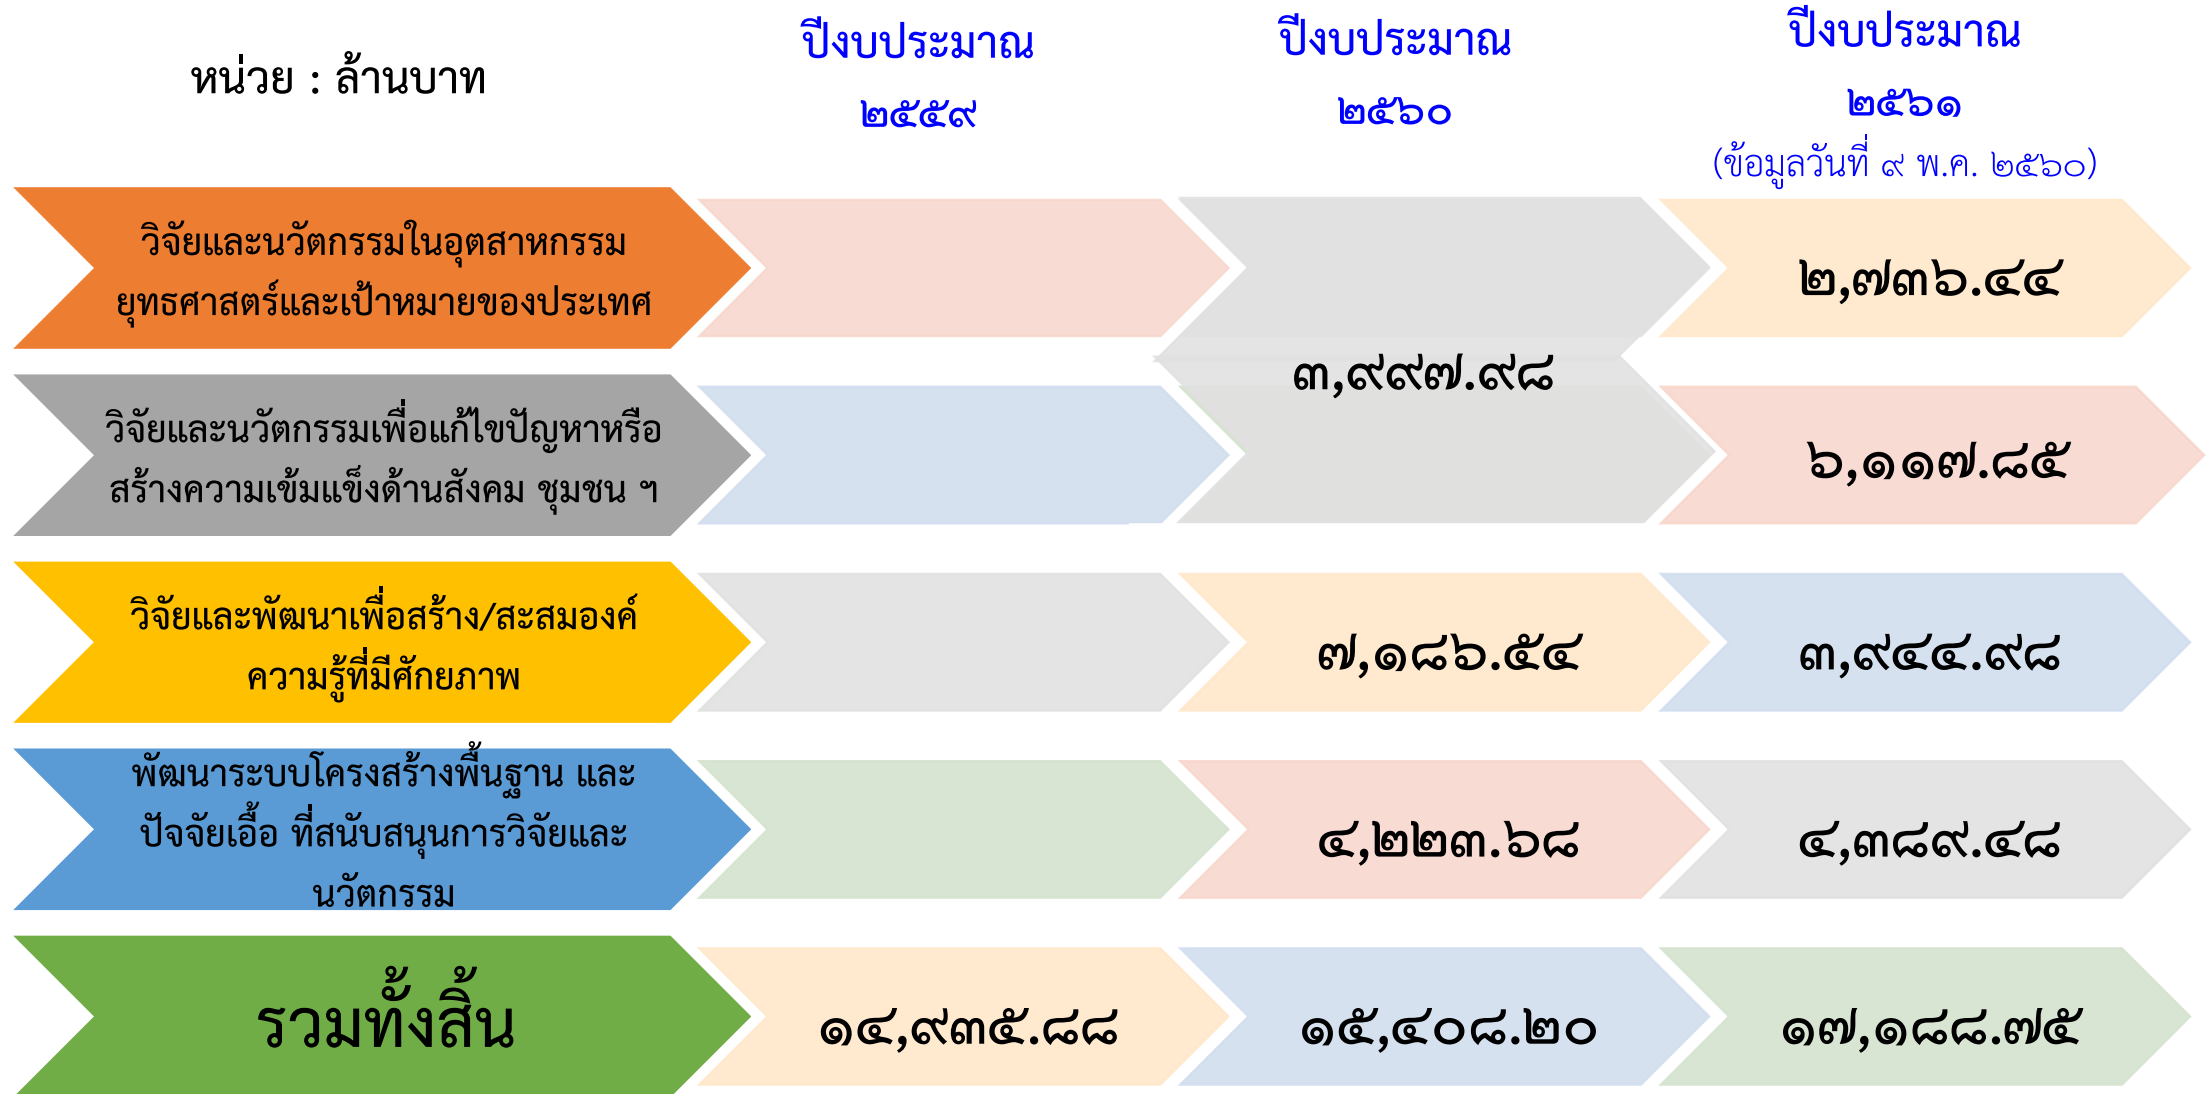 หน่วย : ล้านบาท
ปีงบประมาณ
๒๕๕๙
ปีงบประมาณ
๒๕๖๐
ปีงบประมาณ
๒๕๖๑
(ข้อมูลวันที่ ๙ พ.ค. ๒๕๖๐)
วิจัยและนวัตกรรมในอุตสาหกรรม
ยุทธศาสตร์และเป้าหมายของประเทศ
๒,๗๓๖.๔๔
๓,๙๙๗.๙๘
วิจัยและนวัตกรรมเพื่อแก้ไขปัญหาหรือ
สร้างความเข้มแข็งด้านสังคม ชุมชน ฯ
๖,๑๑๗.๘๕
วิจัยและพัฒนาเพื่อสร้าง/สะสมองค์
ความรู้ที่มีศักยภาพ
๗,๑๘๖.๕๔
๓,๙๔๔.๙๘
พัฒนาระบบโครงสร้างพื้นฐาน และ
ปัจจัยเอื้อ ที่สนับสนุนการวิจัยและ
นวัตกรรม
๔,๒๒๓.๖๘
๔,๓๘๙.๔๘
รวมทั้งสิ้น
๑๔,๙๓๕.๘๘
๑๕,๔๐๘.๒๐
๑๗,๑๘๘.๗๕